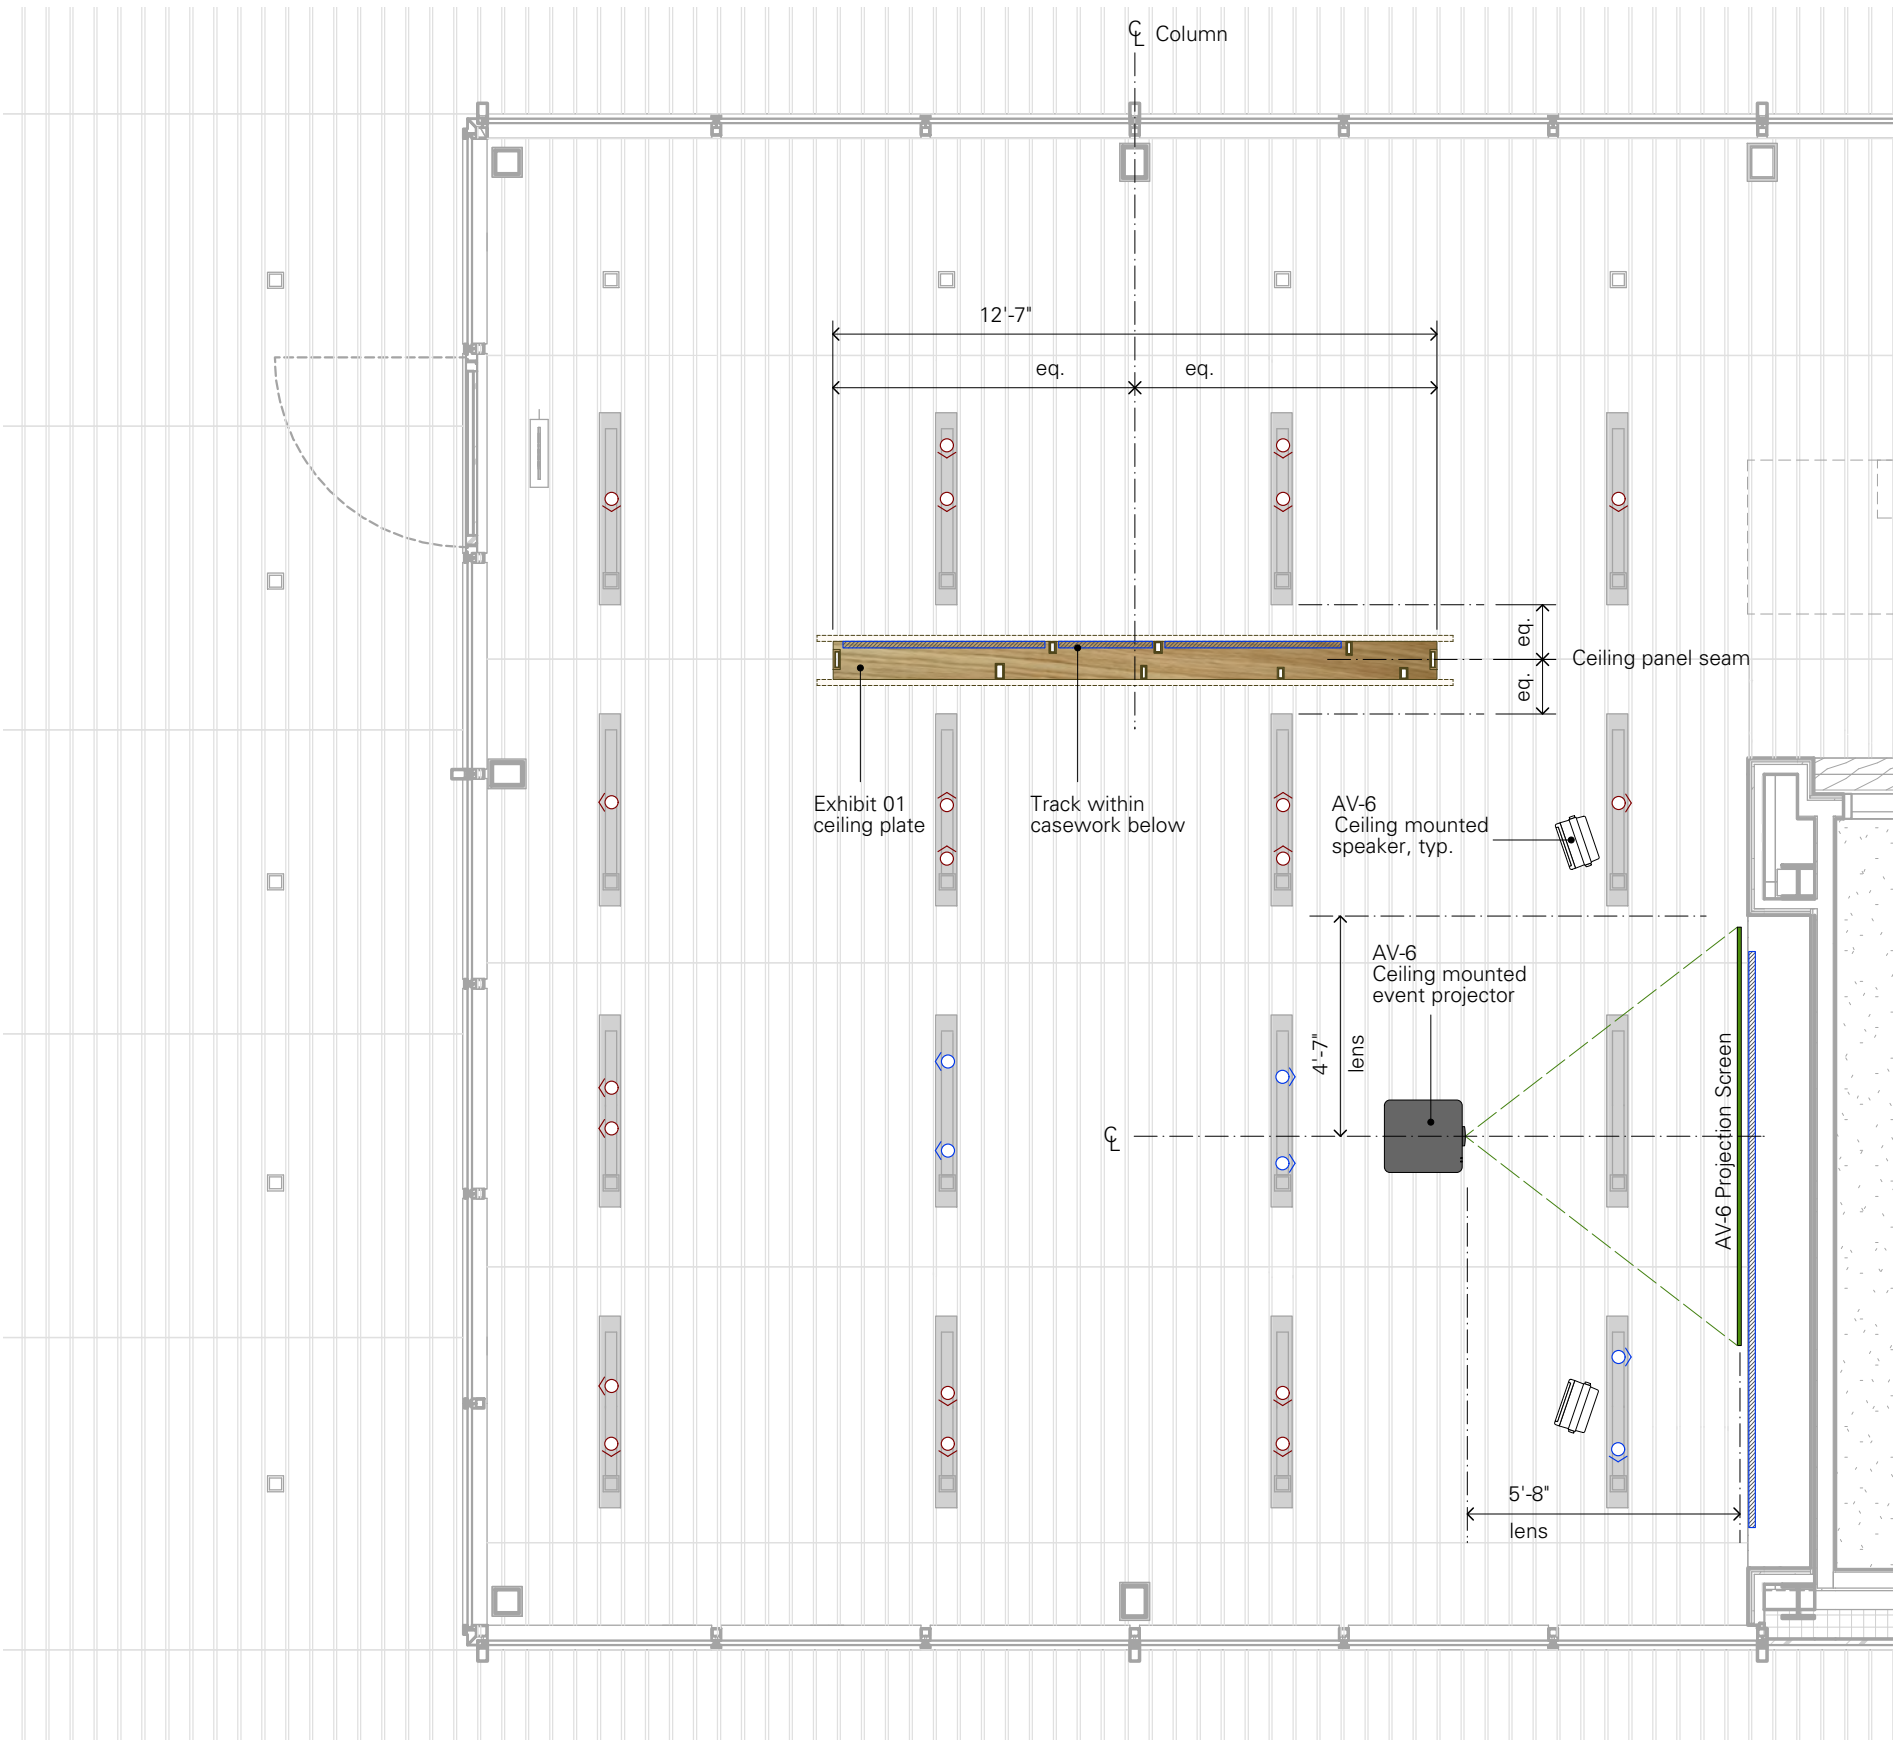 ℄ Column
12'-7"
eq.
eq.
eq.
Ceiling panel seam
eq.
Exhibit 01
ceiling plate
Track within
casework below
AV-6
Ceiling mounted
speaker, typ.
AV-6
Ceiling mounted
event projector
4'-7"
lens
℄
AV-6 Projection Screen
5'-8"
lens